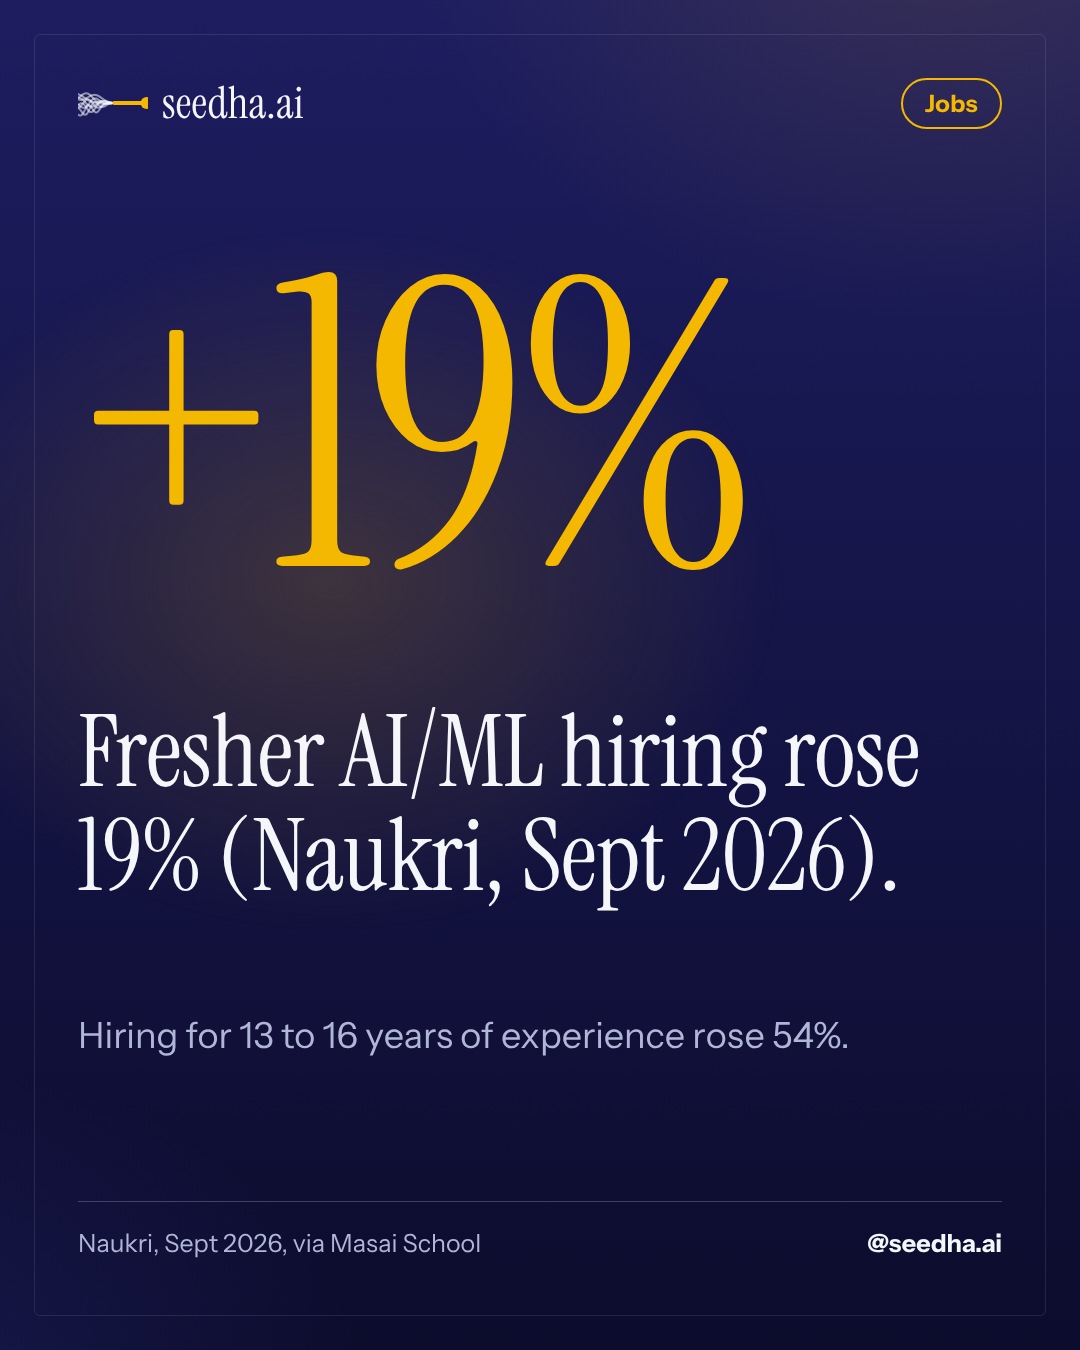 seedha.ai
Jobs
+19%
Fresher AI/ML hiring rose
19% (Naukri, Sept 2026).
Hiring for 13 to 16 years of experience rose 54%.
Naukri, Sept 2026, via Masai School
@seedha.ai